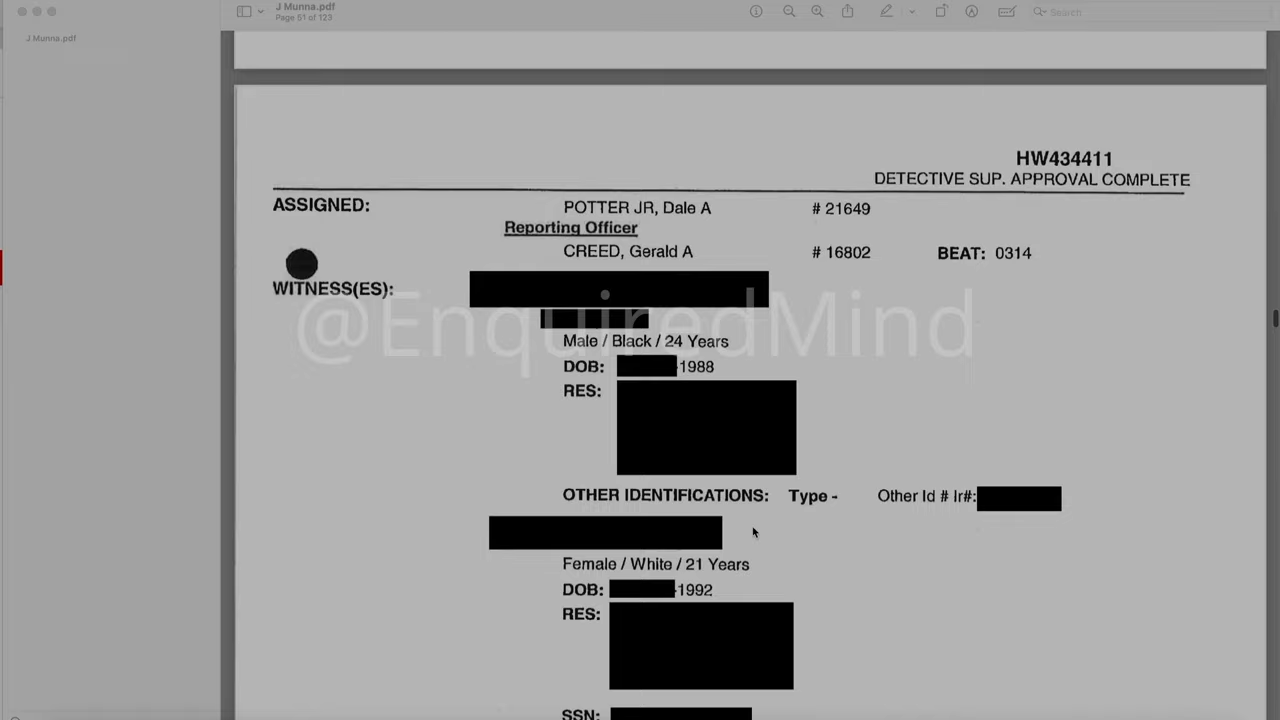 J Munna.pdf
Page 51 of 123
Search
J Munna.pdf
HW434411
DETECTIVE SUP. APPROVAL COMPLETE
ASSIGNED: POTTER JR, Dale A # 21649
Reporting Officer
CREED, Gerald A # 16802 BEAT: 0314
WITNESS(ES):
@EnquiredMind
Male / Black / 24 Years
DOB: -1988
RES:
OTHER IDENTIFICATIONS: Type - Other Id # Ir#:
Female / White / 21 Years
DOB: -1992
RES:
SSN: